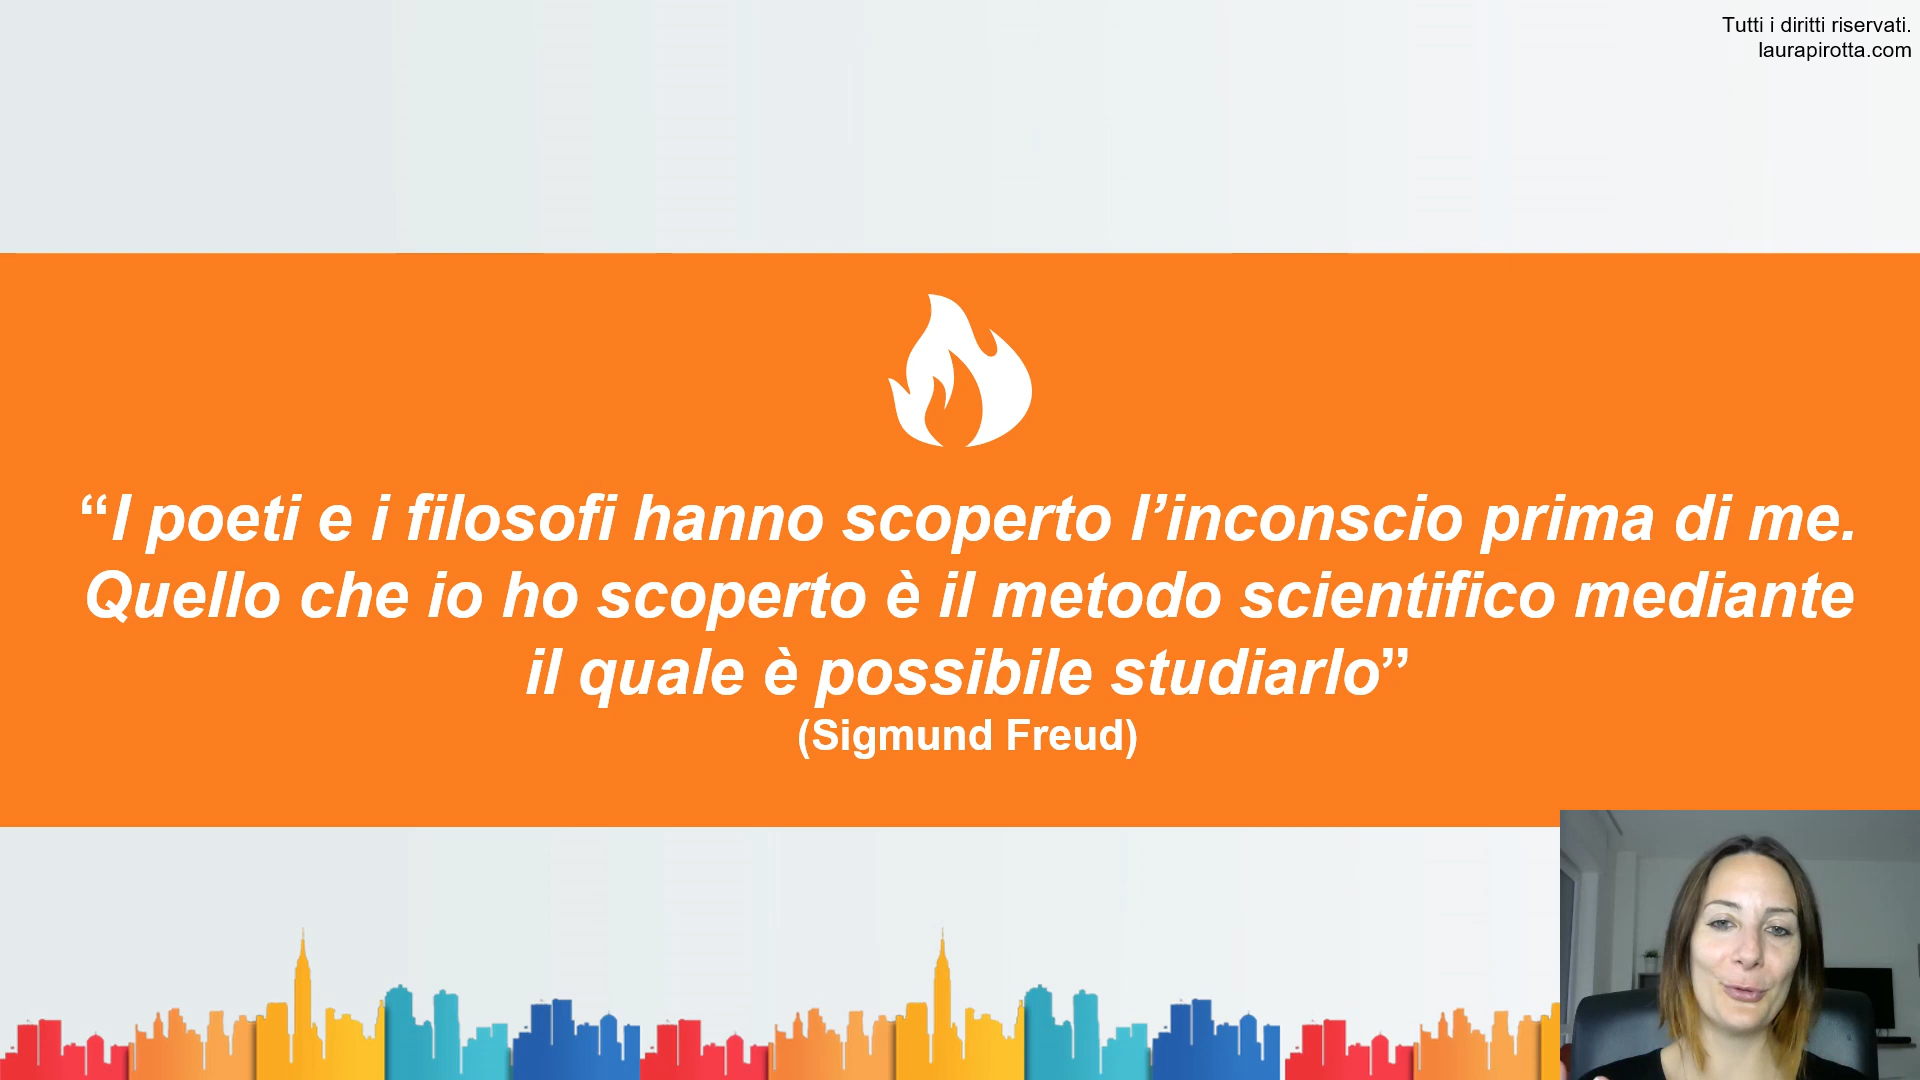 Tutti i diritti riservati.
laurapirotta.com
“I poeti e i filosofi hanno scoperto l’inconscio prima di me.
Quello che io ho scoperto è il metodo scientifico mediante
il quale è possibile studiarlo”
(Sigmund Freud)